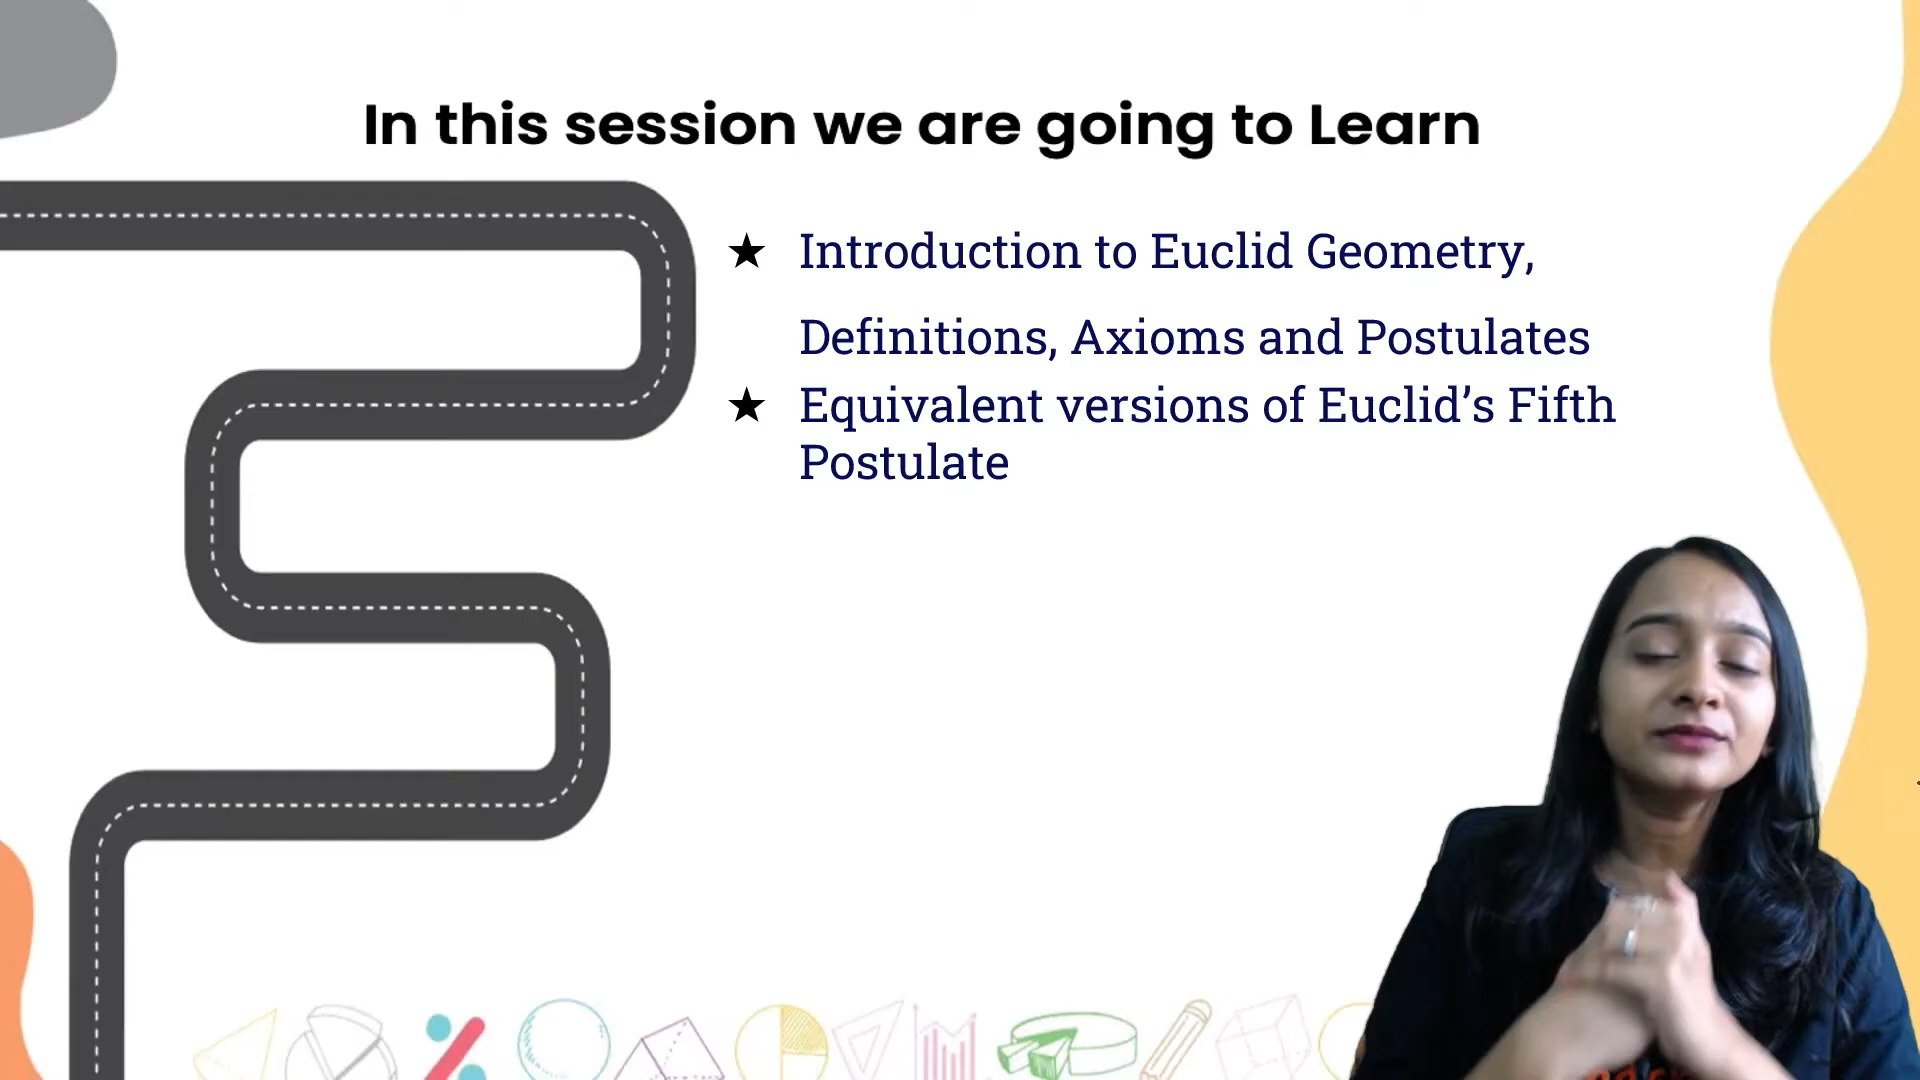 In this session we are going to Learn
★ Introduction to Euclid Geometry,
Definitions, Axioms and Postulates
★ Equivalent versions of Euclid’s Fifth
Postulate